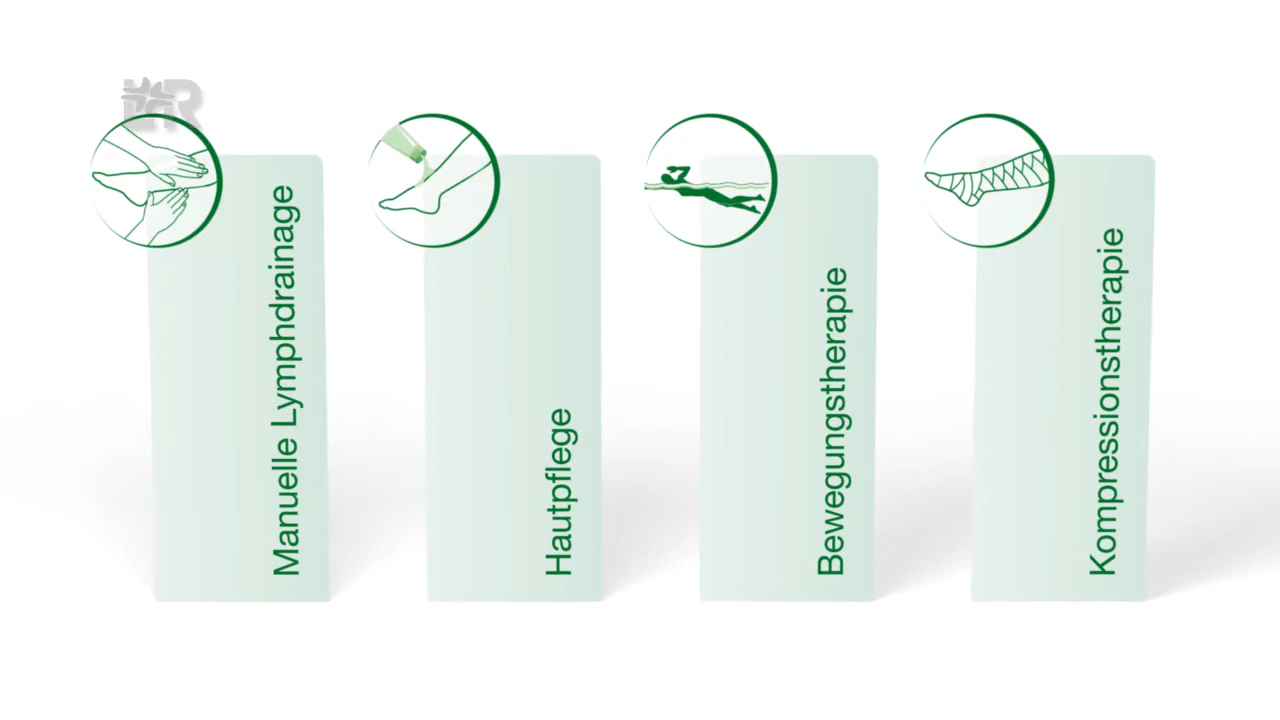 L&R
Manuelle Lymphdrainage
Hautpflege
Bewegungstherapie
Kompressionstherapie